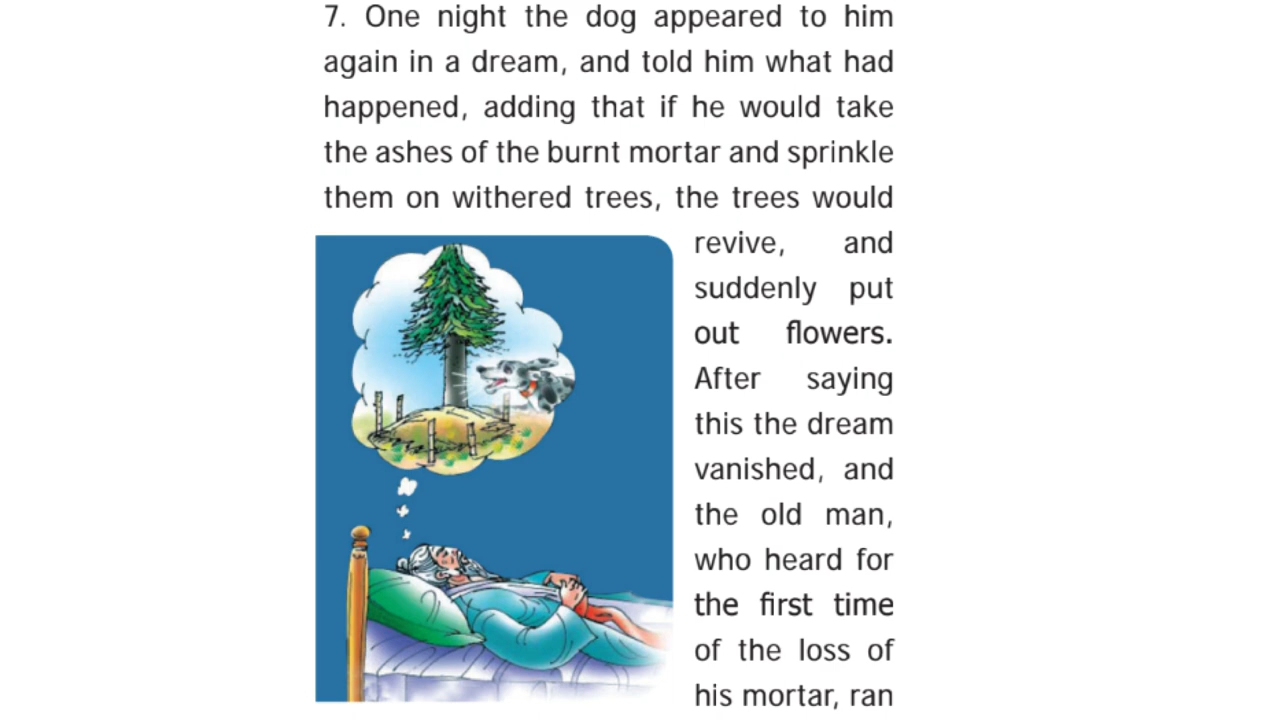 7. One night the dog appeared to him
again in a dream, and told him what had
happened, adding that if he would take
the ashes of the burnt mortar and sprinkle
them on withered trees, the trees would
revive, and
suddenly put
out flowers.
After saying
this the dream
vanished, and
the old man,
who heard for
the first time
of the loss of
his mortar, ran